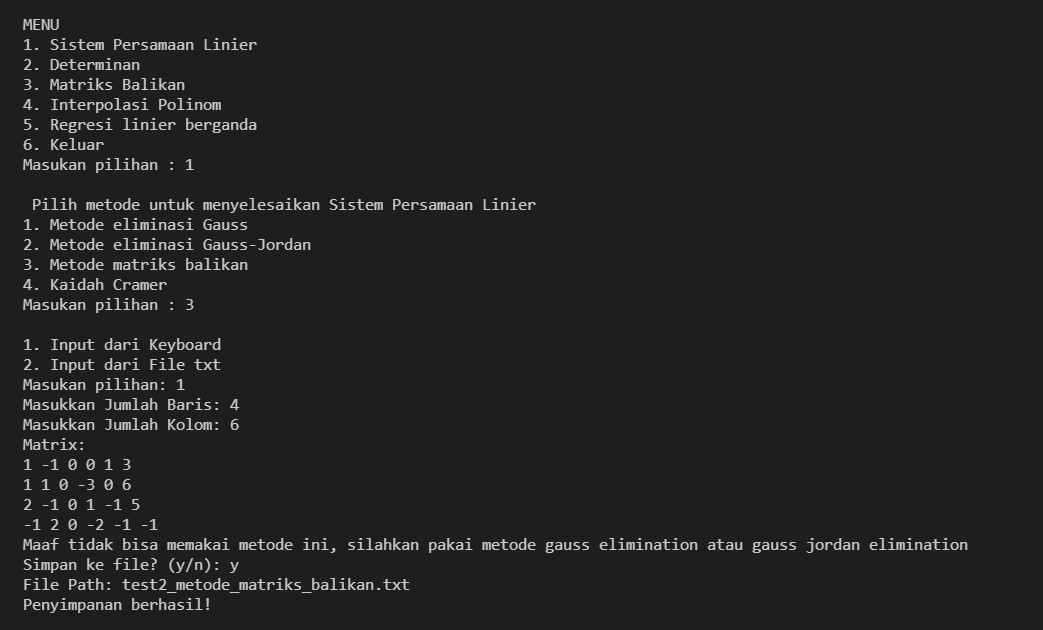 MENU
1. Sistem Persamaan Linier
2. Determinan
3. Matriks Balikan
4. Interpolasi Polinom
5. Regresi linier berganda
6. Keluar
Masukan pilihan : 1
Pilih metode untuk menyelesaikan Sistem Persamaan Linier
1. Metode eliminasi Gauss
2. Metode eliminasi Gauss-Jordan
3. Metode matriks balikan
4. Kaidah Cramer
Masukan pilihan : 3
1. Input dari Keyboard
2. Input dari File txt
Masukan pilihan: 1
Masukkan Jumlah Baris: 4
Masukkan Jumlah Kolom: 6
Matrix:
1 -1 0 0 1 3
1 1 0 -3 0 6
2 -1 0 1 -1 5
-1 2 0 -2 -1 -1
Maaf tidak bisa memakai metode ini, silahkan pakai metode gauss elimination atau gauss jordan elimination
Simpan ke file? (y/n): y
File Path: test2_metode_matriks_balikan.txt
Penyimpanan berhasil!